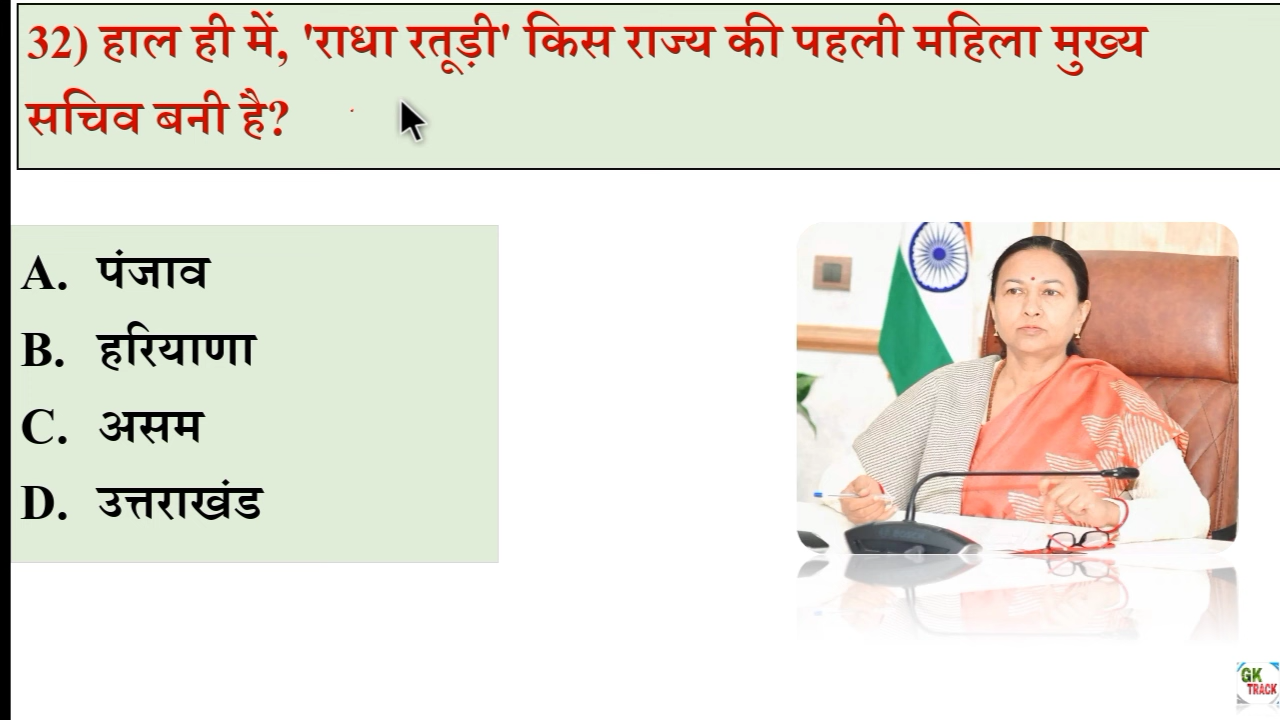 32) हाल ही में, 'राधा रतूड़ी' किस राज्य की पहली महिला मुख्य
सचिव बनी है?
A. पंजाव
B. हरियाणा
C. असम
D. उत्तराखंड
GK
TRACK